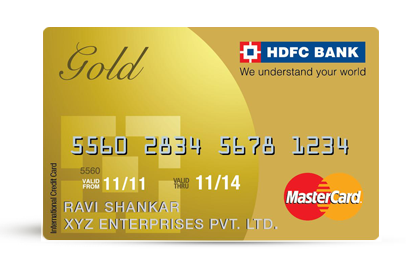 Gold
HDFC BANK
We understand your world
5560 2834 5678 1234
5560
VALID FROM 11/11 VALID THRU 11/14
RAVI SHANKAR
XYZ ENTERPRISES PVT. LTD.
MasterCard
International Credit Card